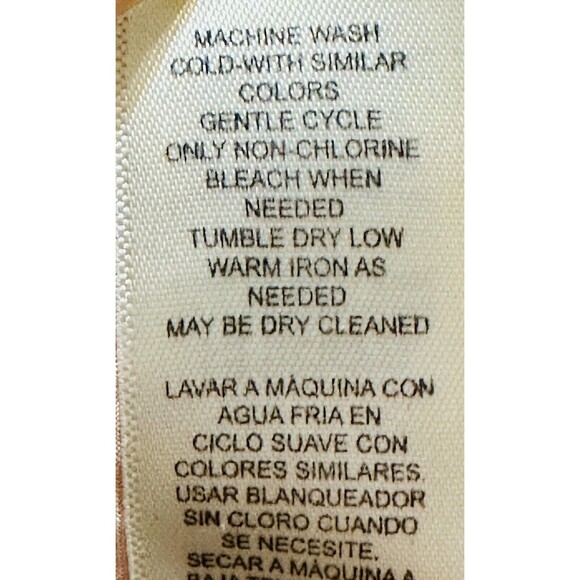 MACHINE WASH
COLD-WITH SIMILAR
COLORS
GENTLE CYCLE
ONLY NON-CHLORINE
BLEACH WHEN
NEEDED
TUMBLE DRY LOW
WARM IRON AS
NEEDED
MAY BE DRY CLEANED
LAVAR A MÁQUINA CON
AGUA FRIA EN
CICLO SUAVE CON
COLORES SIMILARES.
USAR BLANQUEADOR
SIN CLORO CUANDO
SE NECESITE.
SECAR A MÁQUINA A